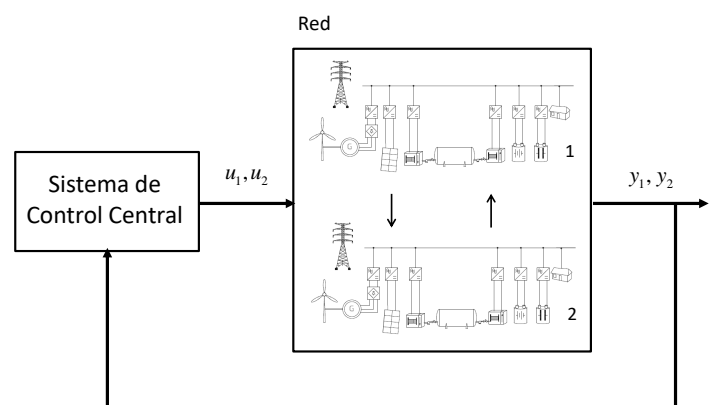 Red
Sistema de
Control Central
u₁,u₂
y₁, y₂
1
2
G
G